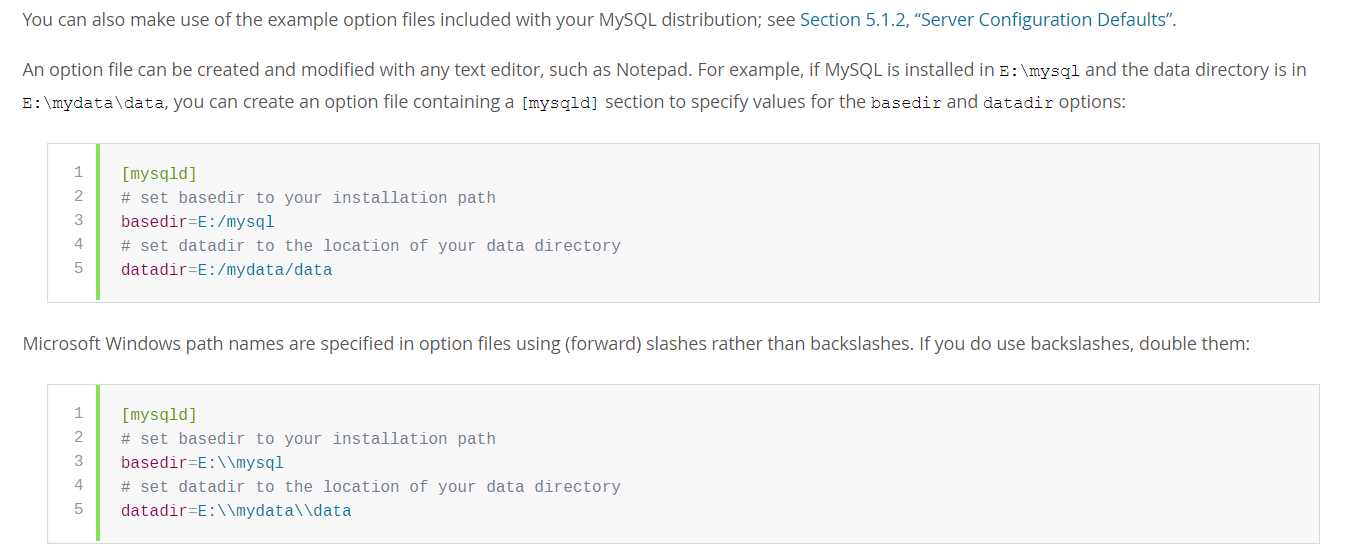 You can also make use of the example option files included with your MySQL distribution; see Section 5.1.2, “Server Configuration Defaults”.
An option file can be created and modified with any text editor, such as Notepad. For example, if MySQL is installed in E:\mysql and the data directory is in
E:\mydata\data, you can create an option file containing a [mysqld] section to specify values for the basedir and datadir options:
1 [mysqld]
2 # set basedir to your installation path
3 basedir=E:/mysql
4 # set datadir to the location of your data directory
5 datadir=E:/mydata/data
Microsoft Windows path names are specified in option files using (forward) slashes rather than backslashes. If you do use backslashes, double them:
1 [mysqld]
2 # set basedir to your installation path
3 basedir=E:\\mysql
4 # set datadir to the location of your data directory
5 datadir=E:\\mydata\\data